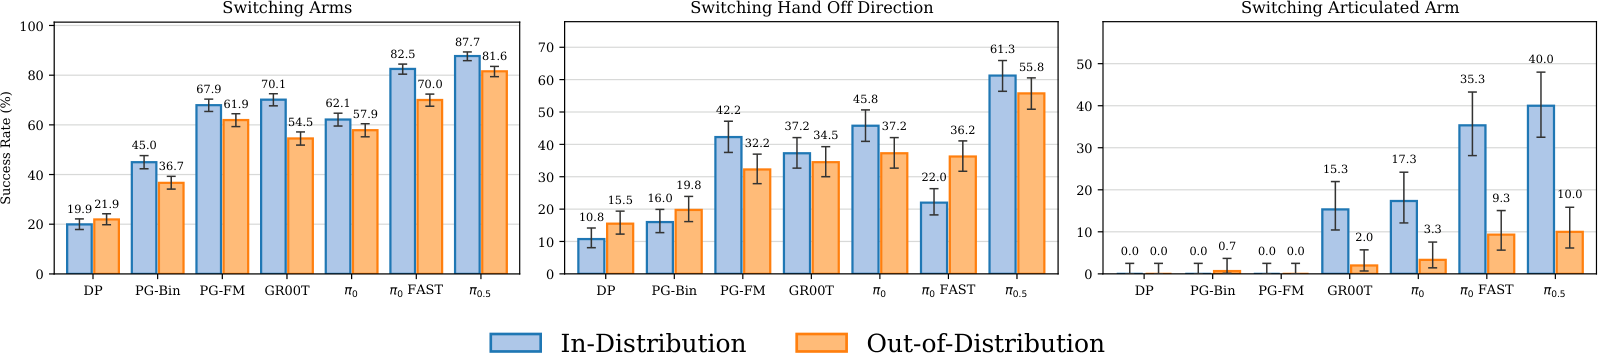 Switching Arms
Success Rate (%)
100
80
60
40
20
0
19.9 21.9 45.0 36.7 67.9 61.9 70.1 54.5 62.1 57.9 82.5 70.0 87.7 81.6
DP PG-Bin PG-FM GR00T π0 π0 FAST π0.5
Switching Hand Off Direction
70
60
50
40
30
20
10
0
10.8 15.5 16.0 19.8 42.2 32.2 37.2 34.5 45.8 37.2 22.0 36.2 61.3 55.8
DP PG-Bin PG-FM GR00T π0 π0 FAST π0.5
Switching Articulated Arm
50
40
30
20
10
0
0.0 0.0 0.0 0.7 0.0 0.0 15.3 2.0 17.3 3.3 35.3 9.3 40.0 10.0
DP PG-Bin PG-FM GR00T π0 π0 FAST π0.5
In-Distribution Out-of-Distribution